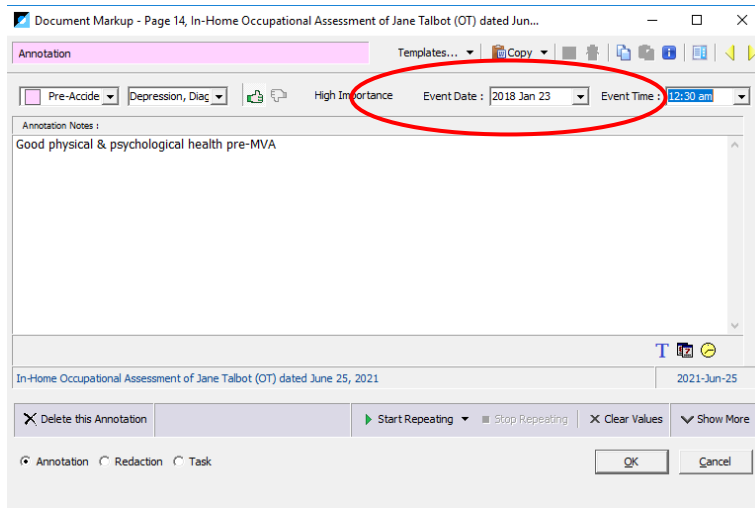 Document Markup - Page 14, In-Home Occupational Assessment of Jane Talbot (OT) dated Jun...
Annotation Templates... Copy
Pre-Accide Depression, Diag High Importance Event Date : 2018 Jan 23 Event Time : 12:30 am
Annotation Notes :
Good physical & psychological health pre-MVA
In-Home Occupational Assessment of Jane Talbot (OT) dated June 25, 2021 2021-Jun-25
Delete this Annotation Start Repeating Stop Repeating Clear Values Show More
Annotation Redaction Task OK Cancel